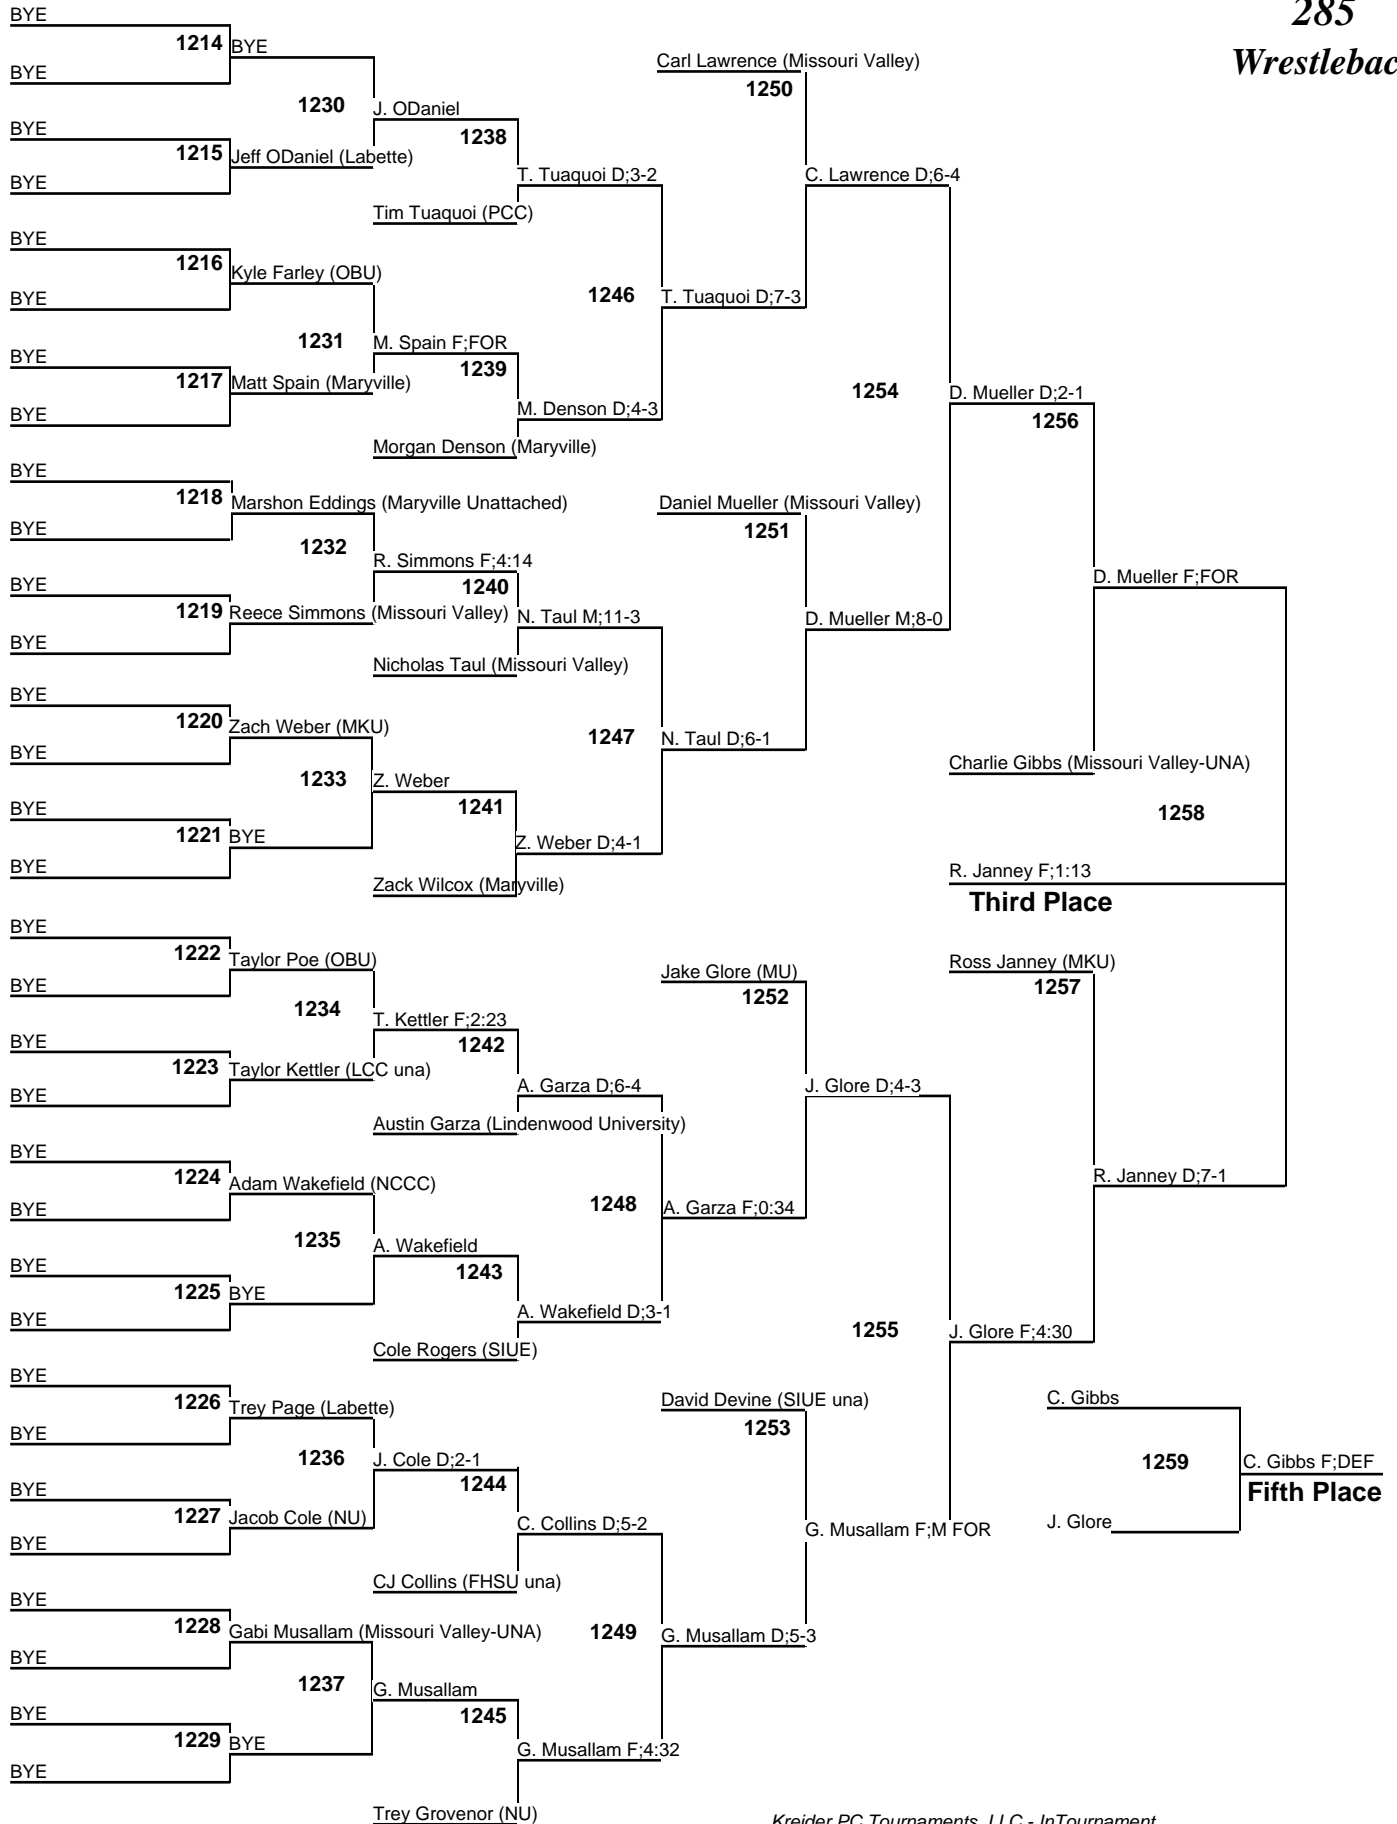 285
Wrestlebac
BYE
1214
BYE
BYE
1230
J. ODaniel
1238
BYE
1215
Jeff ODaniel (Labette)
BYE
T. Tuaquoi D;3-2
Tim Tuaquoi (PCC)
BYE
1216
Kyle Farley (OBU)
BYE
1246
T. Tuaquoi D;7-3
1231
M. Spain F;FOR
1239
BYE
1217
Matt Spain (Maryville)
BYE
M. Denson D;4-3
Morgan Denson (Maryville)
Carl Lawrence (Missouri Valley)
1250
C. Lawrence D;6-4
1254
D. Mueller D;2-1
1256
BYE
1218
Marshon Eddings (Maryville Unattached)
BYE
1232
R. Simmons F;4:14
1240
BYE
1219
Reece Simmons (Missouri Valley)
BYE
N. Taul M;11-3
Nicholas Taul (Missouri Valley)
Daniel Mueller (Missouri Valley)
1251
D. Mueller M;8-0
D. Mueller F;FOR
BYE
1220
Zach Weber (MKU)
BYE
1247
N. Taul D;6-1
1233
Z. Weber
1241
BYE
1221
BYE
BYE
Z. Weber D;4-1
Zack Wilcox (Maryville)
Charlie Gibbs (Missouri Valley-UNA)
1258
R. Janney F;1:13
Third Place
BYE
1222
Taylor Poe (OBU)
BYE
1234
T. Kettler F;2:23
1242
BYE
1223
Taylor Kettler (LCC una)
BYE
A. Garza D;6-4
Austin Garza (Lindenwood University)
Jake Glore (MU)
1252
J. Glore D;4-3
Ross Janney (MKU)
1257
R. Janney D;7-1
BYE
1224
Adam Wakefield (NCCC)
BYE
1248
A. Garza F;0:34
1235
A. Wakefield
1243
BYE
1225
BYE
BYE
A. Wakefield D;3-1
Cole Rogers (SIUE)
1255
J. Glore F;4:30
BYE
1226
Trey Page (Labette)
BYE
1236
J. Cole D;2-1
1244
BYE
1227
Jacob Cole (NU)
BYE
C. Collins D;5-2
CJ Collins (FHSU una)
David Devine (SIUE una)
1253
G. Musallam F;M FOR
C. Gibbs
1259
C. Gibbs F;DEF
Fifth Place
J. Glore
BYE
1228
Gabi Musallam (Missouri Valley-UNA)
BYE
1249
G. Musallam D;5-3
1237
G. Musallam
1245
BYE
1229
BYE
BYE
G. Musallam F;4:32
Trey Grovenor (NU)
Kreider PC Tournaments, LLC - InTournament